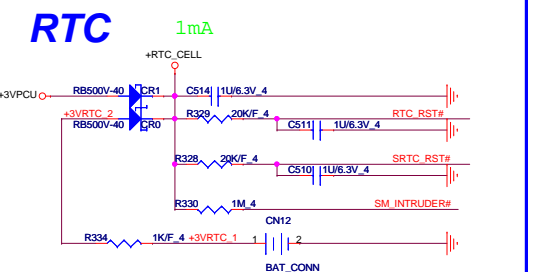 RTC 1mA
+RTC_CELL
+3VPCU RB500V-40 CR1 C514 1U/6.3V_4
+3VRTC_2 RB500V-40 CR0 R329 20K/F_4 RTC_RST#
C511 1U/6.3V_4
R328 20K/F_4 SRTC_RST#
C510 1U/6.3V_4
R330 1M_4 SM_INTRUDER#
CN12
R334 1K/F_4 +3VRTC_1 1 2
BAT_CONN